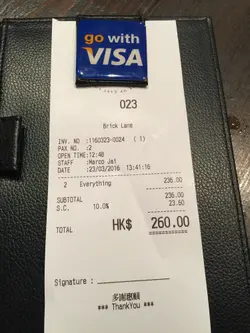 go with
VISA
023
Brick Lane
INV. NO :1160323-0024 ( 1)
PAX NO. :2
OPEN TIME:12:48
STAFF :Marco Jai
DATE :23/03/2016 13:41:16
2 Everything 236.00
SUBTOTAL 236.00
S.C. 10.0% 23.60
TOTAL HK$ 260.00
Signature :
多謝惠顧
*** ThankYou ***